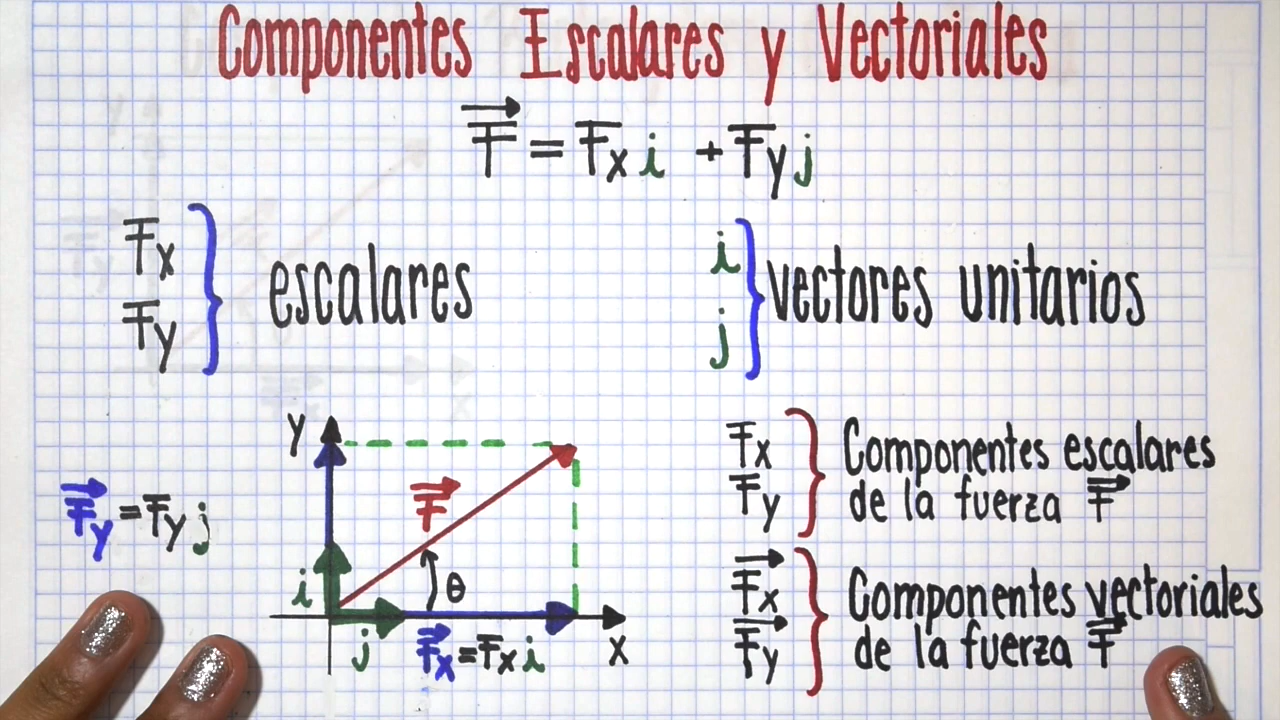 Componentes Escalares y Vectoriales
F⃗ = Fx i + Fy j
Fx
Fy
escalares
i
j
vectores unitarios
y
F⃗y = Fy j
F⃗
θ
i
j
F⃗x = Fx i
x
Fx
Fy
Componentes escalares
de la fuerza F⃗
F⃗x
F⃗y
Componentes vectoriales
de la fuerza F⃗